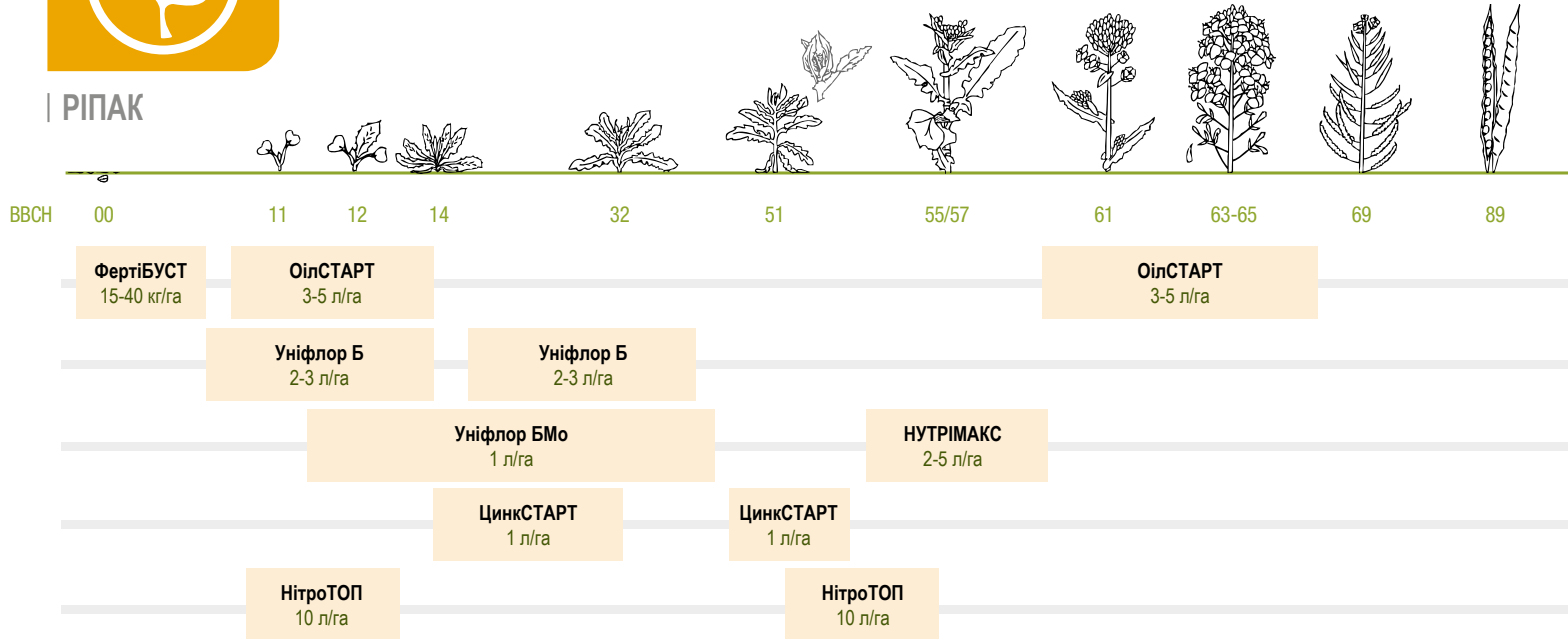 РІПАК
ВВСН 00 11 12 14 32 51 55/57 61 63-65 69 89
ФертіБУСТ
15-40 кг/га
ОілСТАРТ
3-5 л/га
ОілСТАРТ
3-5 л/га
Уніфлор Б
2-3 л/га
Уніфлор Б
2-3 л/га
Уніфлор БМо
1 л/га
НУТРІМАКС
2-5 л/га
ЦинкСТАРТ
1 л/га
ЦинкСТАРТ
1 л/га
НітроТОП
10 л/га
НітроТОП
10 л/га